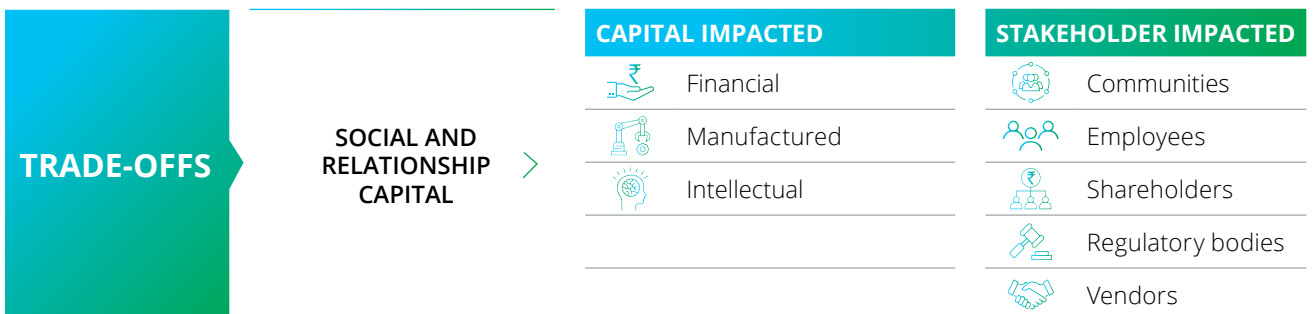 TRADE-OFFS
SOCIAL AND
RELATIONSHIP
CAPITAL
CAPITAL IMPACTED
₹
Financial
Manufactured
Intellectual
STAKEHOLDER IMPACTED
Communities
Employees
₹
Shareholders
Regulatory bodies
Vendors